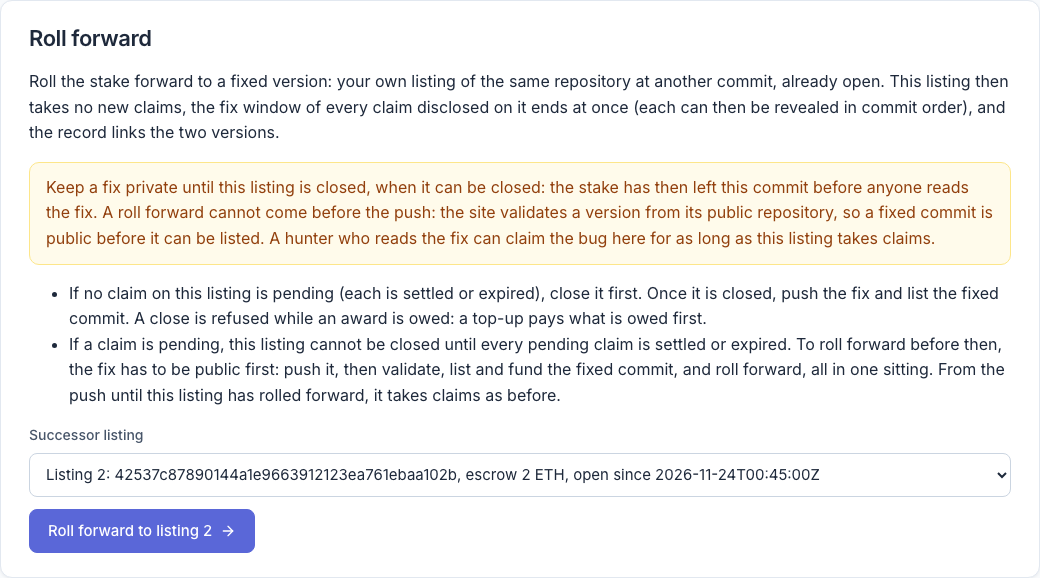 Roll forward
Roll the stake forward to a fixed version: your own listing of the same repository at another commit, already open. This listing then
takes no new claims, the fix window of every claim disclosed on it ends at once (each can then be revealed in commit order), and
the record links the two versions.
Keep a fix private until this listing is closed, when it can be closed: the stake has then left this commit before anyone reads
the fix. A roll forward cannot come before the push: the site validates a version from its public repository, so a fixed commit is
public before it can be listed. A hunter who reads the fix can claim the bug here for as long as this listing takes claims.
• If no claim on this listing is pending (each is settled or expired), close it first. Once it is closed, push the fix and list the fixed
commit. A close is refused while an award is owed: a top-up pays what is owed first.
• If a claim is pending, this listing cannot be closed until every pending claim is settled or expired. To roll forward before then,
the fix has to be public first: push it, then validate, list and fund the fixed commit, and roll forward, all in one sitting. From the
push until this listing has rolled forward, it takes claims as before.
Successor listing
Listing 2: 42537c87890144a1e9663912123ea761ebaa102b, escrow 2 ETH, open since 2026-11-24T00:45:00Z
Roll forward to listing 2 →